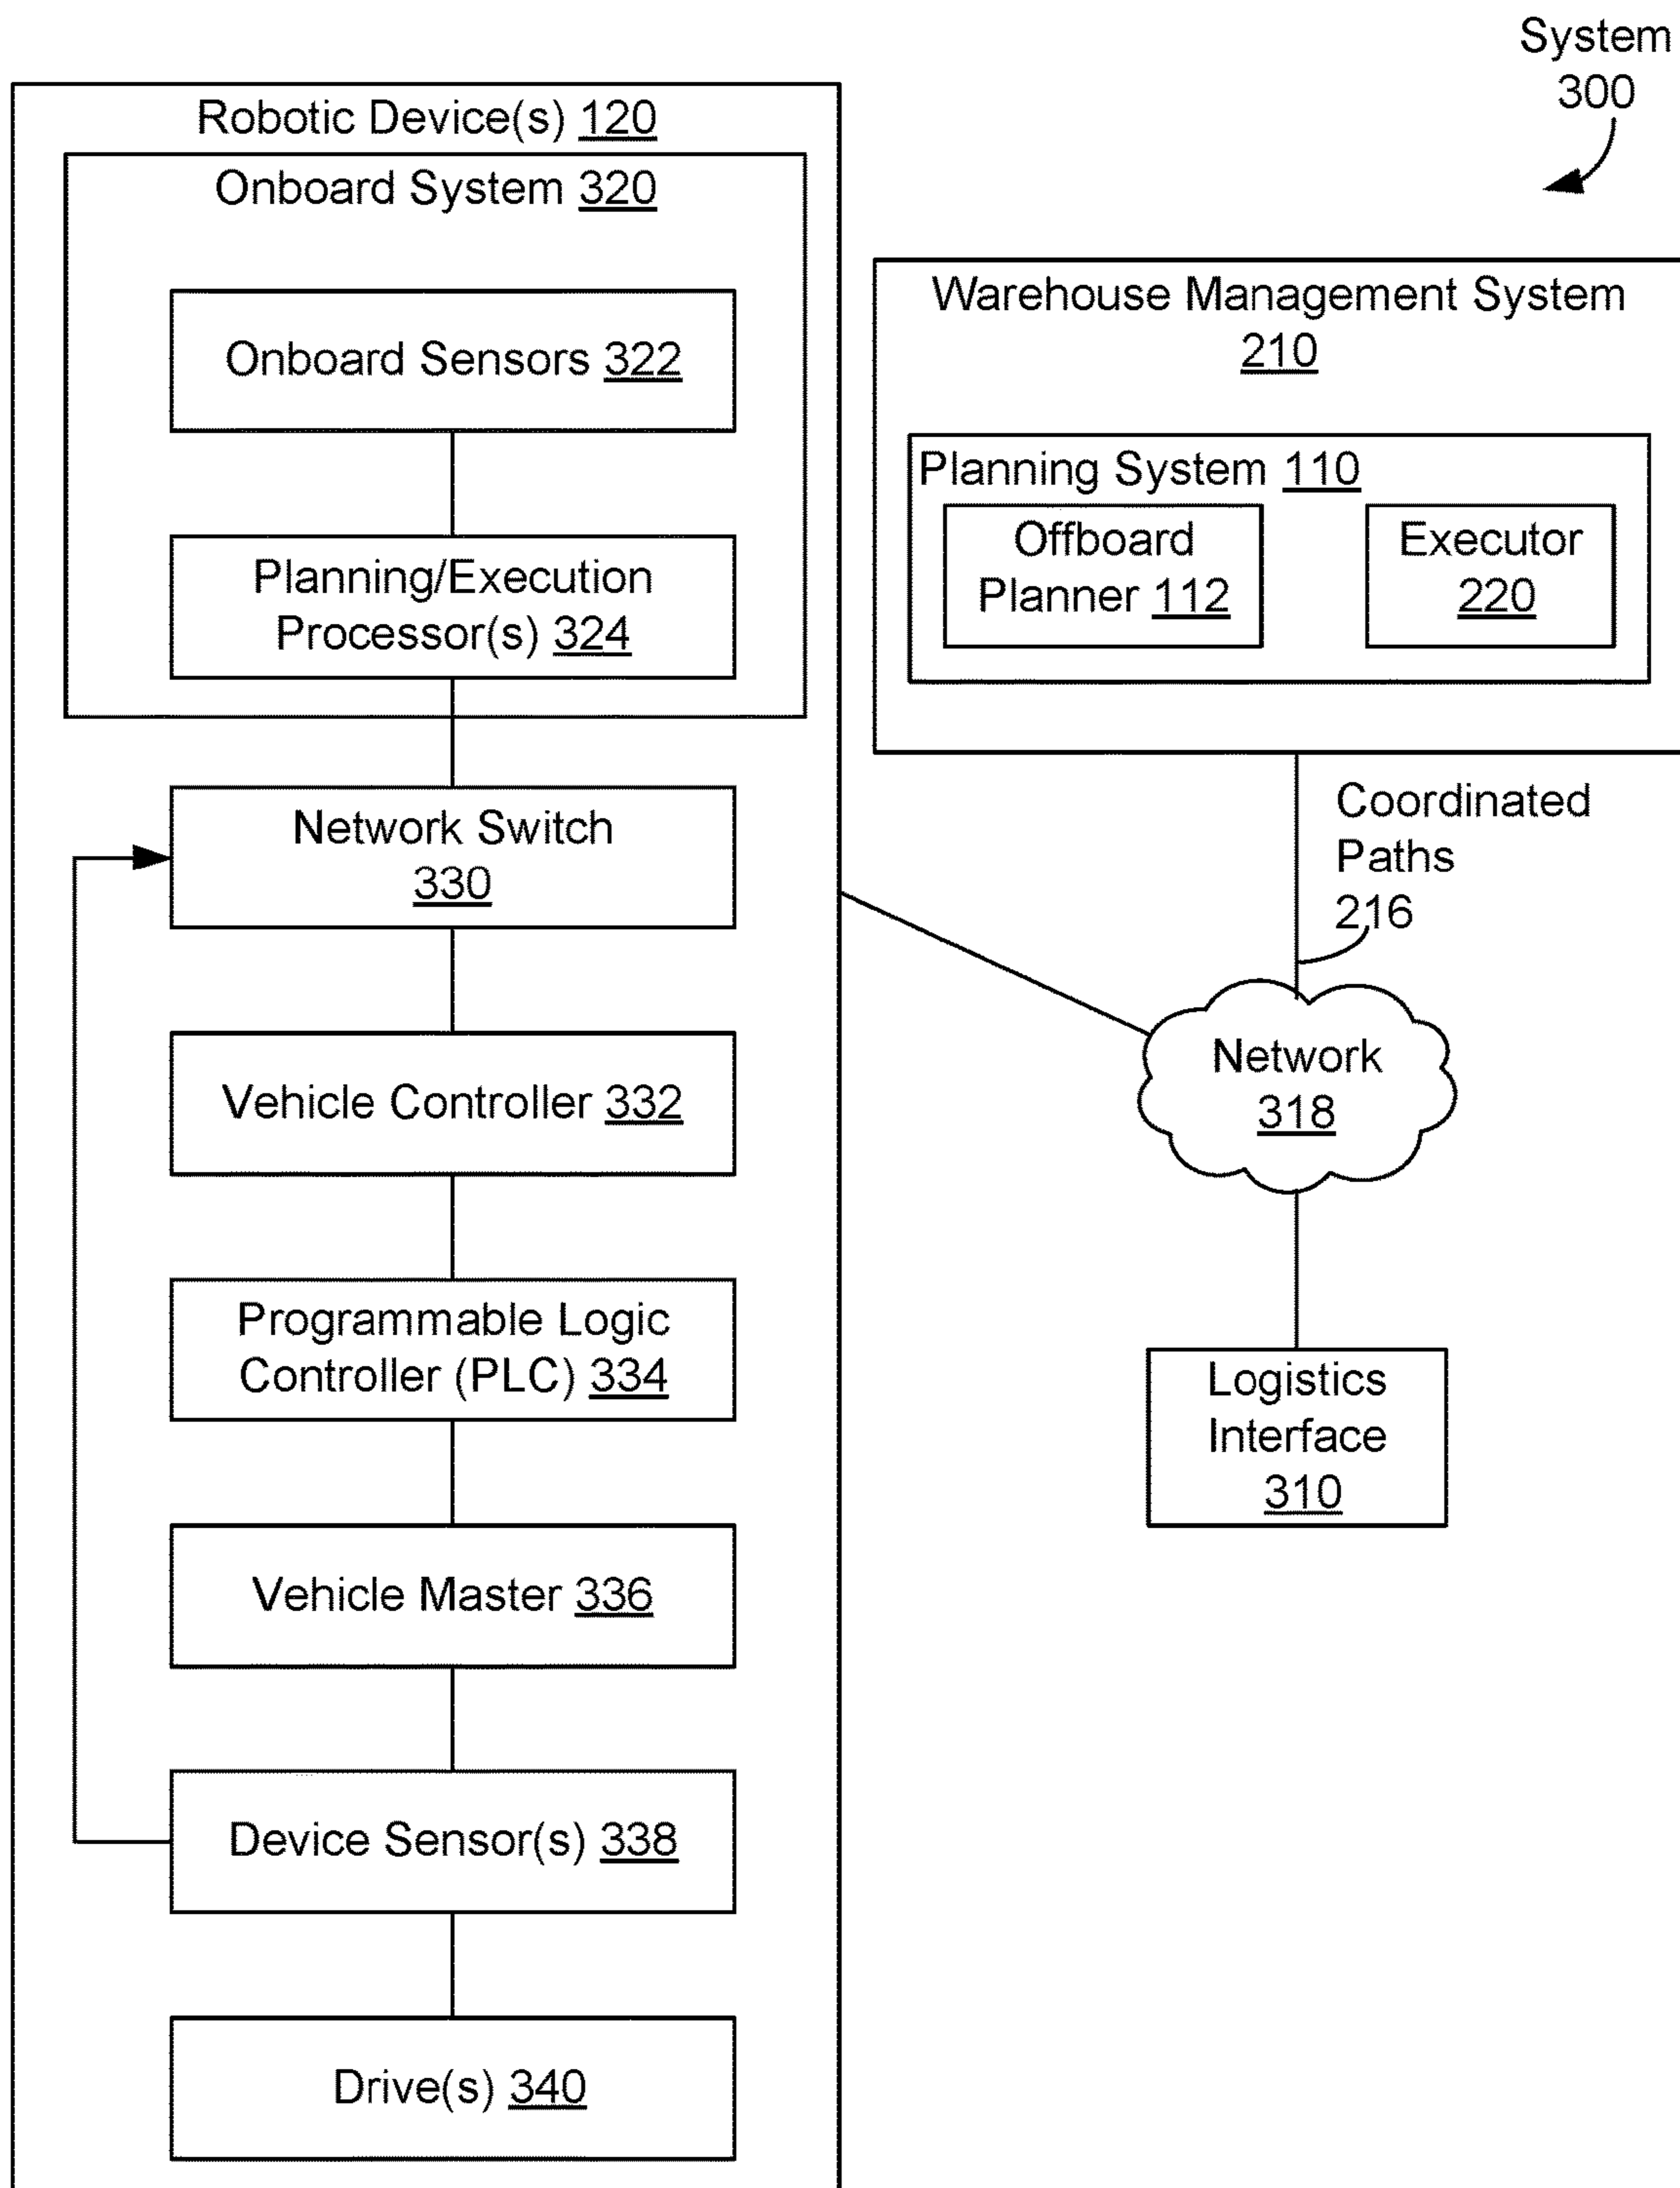 System
300
Robotic Device(s) 120
Onboard System 320
Onboard Sensors 322
Planning/Execution
Processor(s) 324
Network Switch
330
Vehicle Controller 332
Programmable Logic
Controller (PLC) 334
Vehicle Master 336
Device Sensor(s) 338
Drive(s) 340
Warehouse Management System
210
Planning System 110
Offboard
Planner 112
Executor
220
Coordinated
Paths
216
Network
318
Logistics
Interface
310